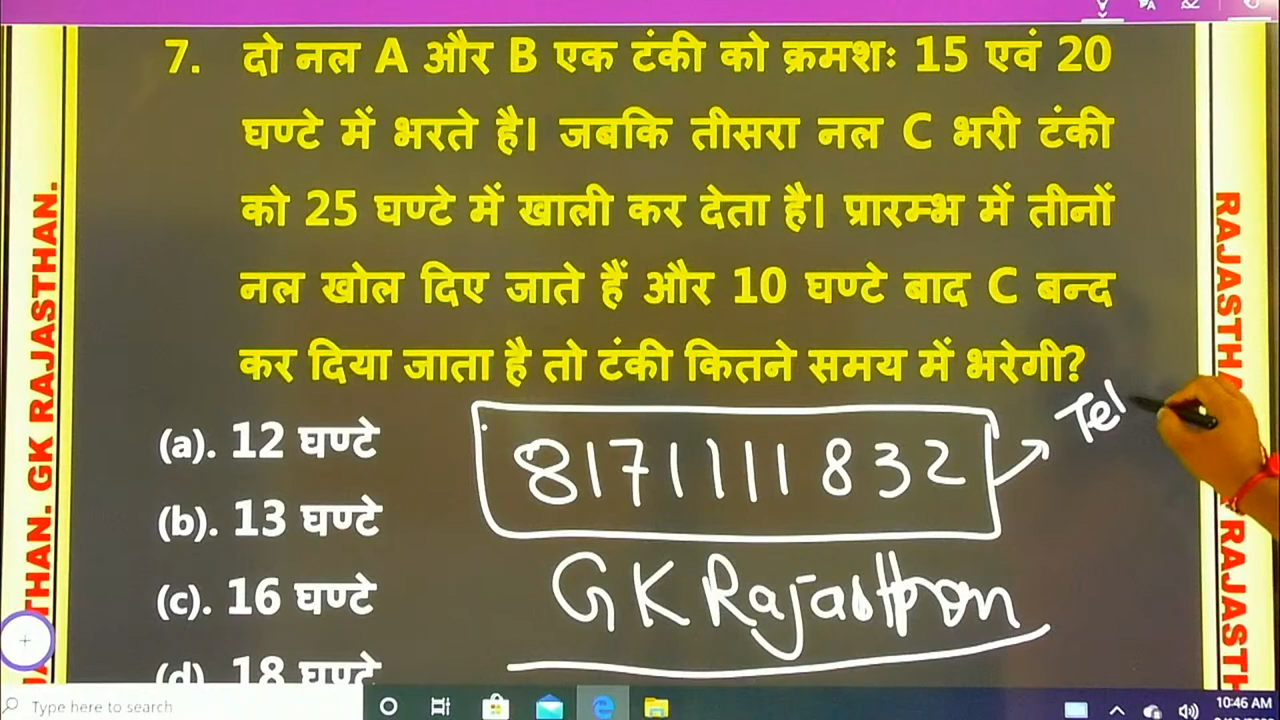 7. दो नल A और B एक टंकी को क्रमशः 15 एवं 20
घण्टे में भरते है। जबकि तीसरा नल C भरी टंकी
को 25 घण्टे में खाली कर देता है। प्रारम्भ में तीनों
नल खोल दिए जाते हैं और 10 घण्टे बाद C बन्द
कर दिया जाता है तो टंकी कितने समय में भरेगी?
(a). 12 घण्टे
(b). 13 घण्टे
(c). 16 घण्टे
(d). 18 घण्टे
8171111832
Tel
GK Rajasthan
THAN. GK RAJASTHAN.
RAJASTHA
RAJASTH
Type here to search
10:46 AM